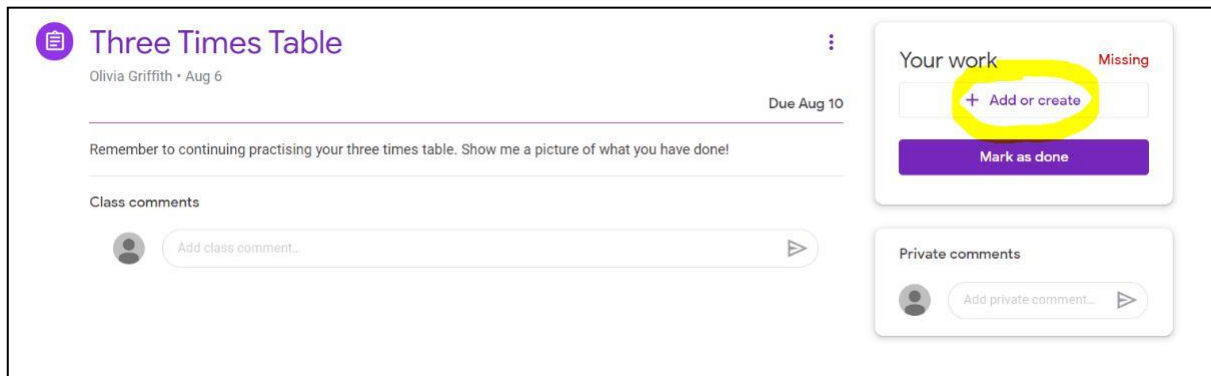 Three Times Table
Olivia Griffith • Aug 6
Due Aug 10
Remember to continuing practising your three times table. Show me a picture of what you have done!
Class comments
Add class comment...
Your work
Missing
+ Add or create
Mark as done
Private comments
Add private comment...